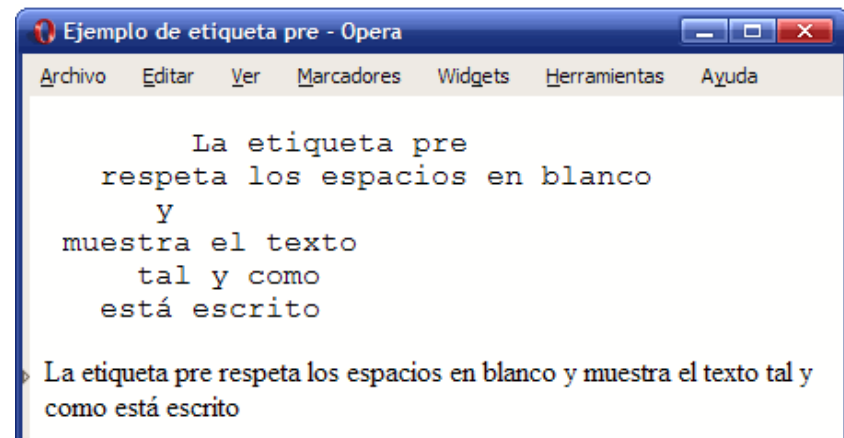 Ejemplo de etiqueta pre - Opera
Archivo Editar Ver Marcadores Widgets Herramientas Ayuda
La etiqueta pre
respeta los espacios en blanco
y
muestra el texto
tal y como
está escrito
La etiqueta pre respeta los espacios en blanco y muestra el texto tal y
como está escrito